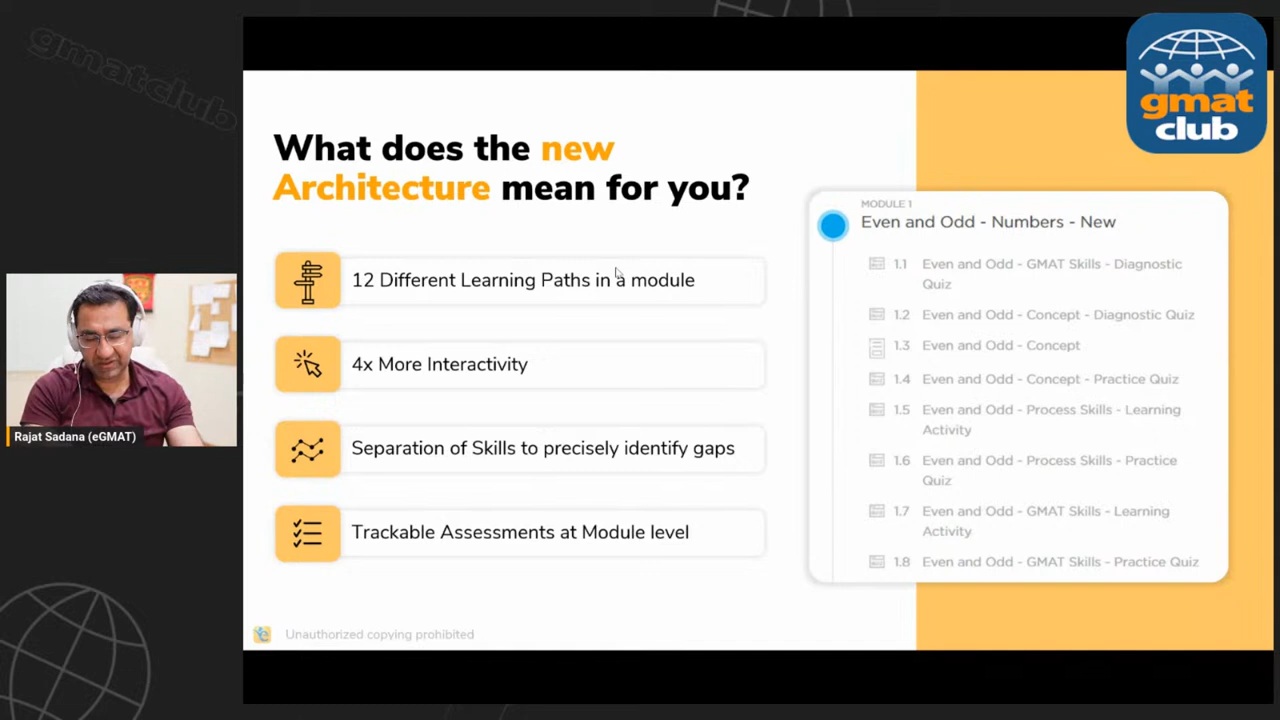 gmatclub
gmat
club
What does the new
Architecture mean for you?
12 Different Learning Paths in a module
4x More Interactivity
Separation of Skills to precisely identify gaps
Trackable Assessments at Module level
MODULE 1
Even and Odd - Numbers - New
1.1 Even and Odd - GMAT Skills - Diagnostic
Quiz
1.2 Even and Odd - Concept - Diagnostic Quiz
1.3 Even and Odd - Concept
1.4 Even and Odd - Concept - Practice Quiz
1.5 Even and Odd - Process Skills - Learning
Activity
1.6 Even and Odd - Process Skills - Practice
Quiz
1.7 Even and Odd - GMAT Skills - Learning
Activity
1.8 Even and Odd - GMAT Skills - Practice Quiz
Rajat Sadana (eGMAT)
Unauthorized copying prohibited